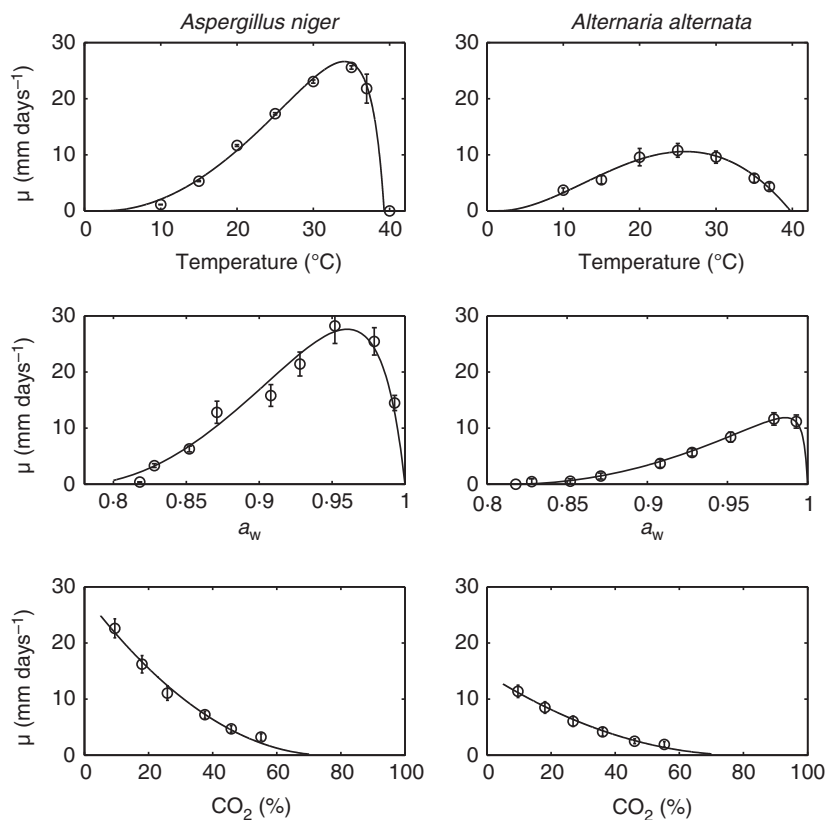 Aspergillus niger
Alternaria alternata
30
20
10
0
μ (mm days⁻¹)
0 10 20 30 40
Temperature (°C)
30
20
10
0
0 10 20 30 40
Temperature (°C)
30
20
10
0
μ (mm days⁻¹)
0·8 0·85 0·9 0·95 1
a_w
30
20
10
0
0·8 0·85 0·9 0·95 1
a_w
30
20
10
0
μ (mm days⁻¹)
0 20 40 60 80 100
CO₂ (%)
30
20
10
0
0 20 40 60 80 100
CO₂ (%)